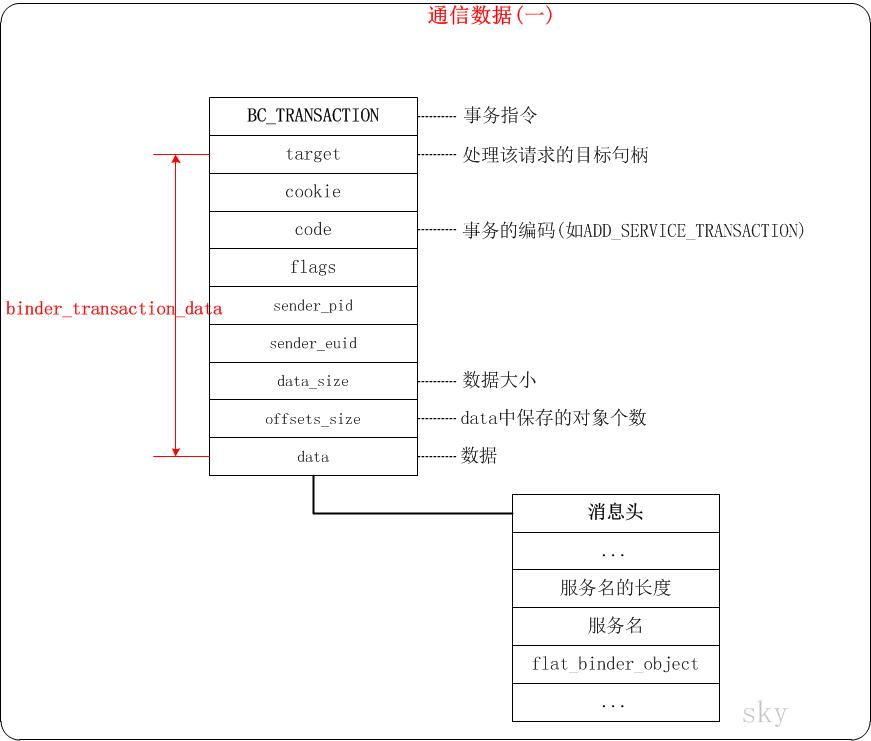 通信数据(一)
BC_TRANSACTION
事务指令
target
处理该请求的目标句柄
cookie
code
事务的编码(如ADD_SERVICE_TRANSACTION)
flags
binder_transaction_data
sender_pid
sender_euid
data_size
数据大小
offsets_size
data中保存的对象个数
data
数据
消息头
...
服务名的长度
服务名
flat_binder_object
...
sky